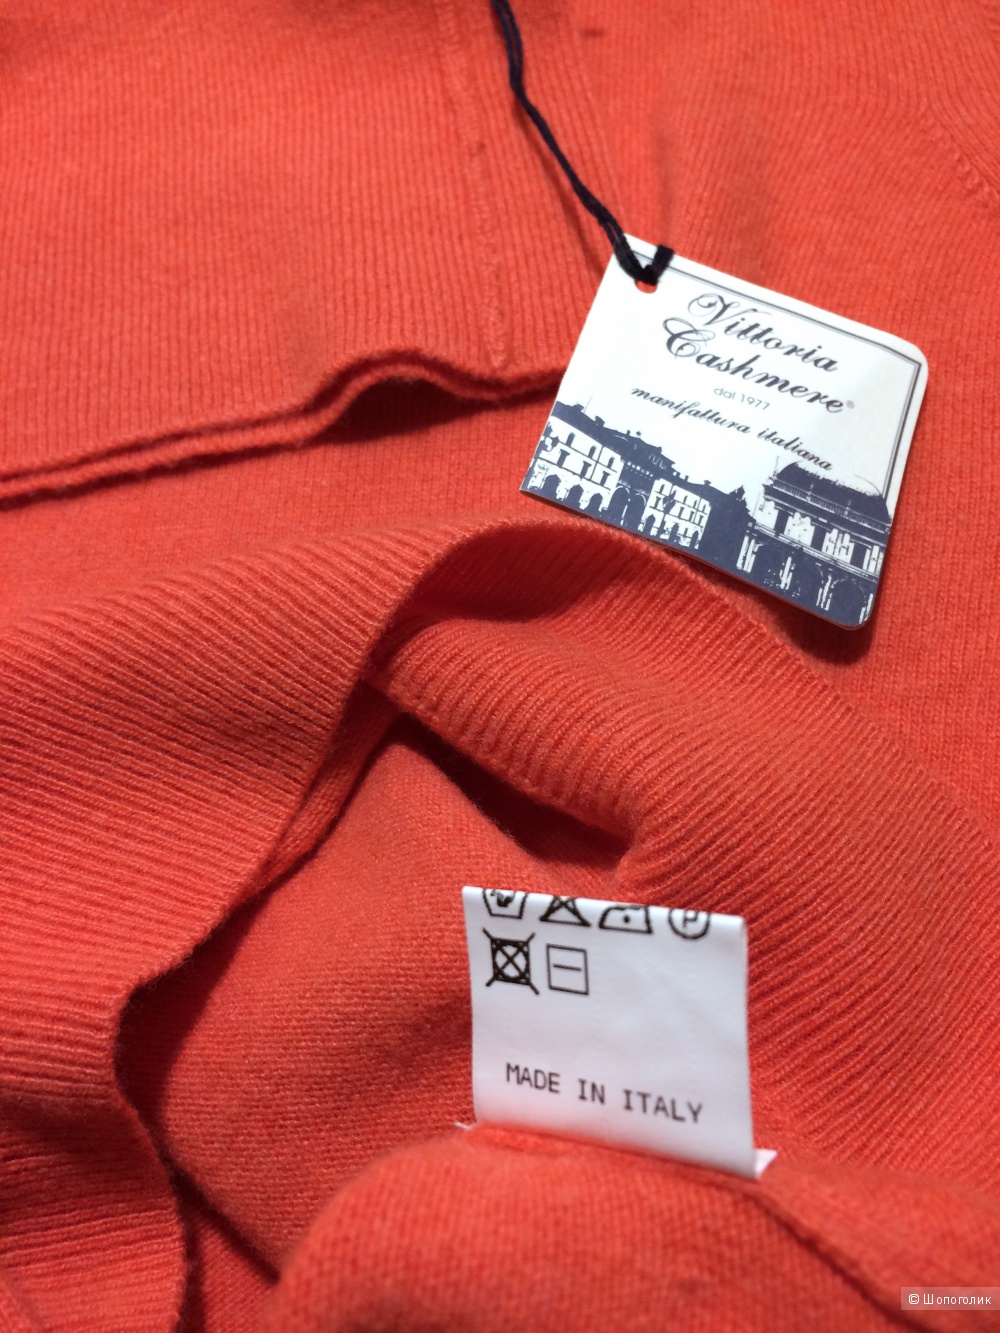 Vittoria
Cashmere®
dal 1977
manifattura italiana
P
MADE IN ITALY
© Шопоголик